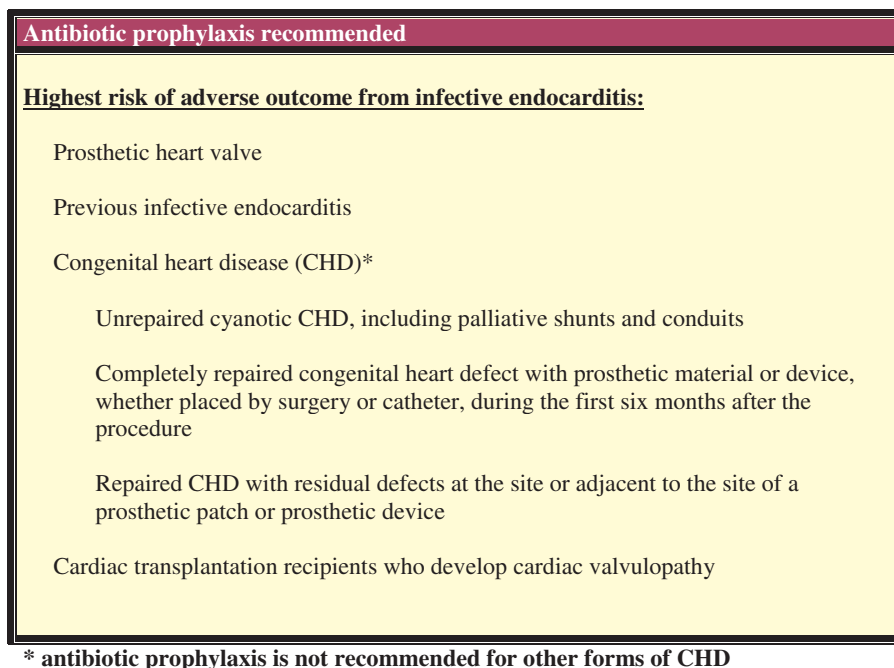 Antibiotic prophylaxis recommended
Highest risk of adverse outcome from infective endocarditis:
Prosthetic heart valve
Previous infective endocarditis
Congenital heart disease (CHD)*
Unrepaired cyanotic CHD, including palliative shunts and conduits
Completely repaired congenital heart defect with prosthetic material or device,
whether placed by surgery or catheter, during the first six months after the
procedure
Repaired CHD with residual defects at the site or adjacent to the site of a
prosthetic patch or prosthetic device
Cardiac transplantation recipients who develop cardiac valvulopathy
* antibiotic prophylaxis is not recommended for other forms of CHD